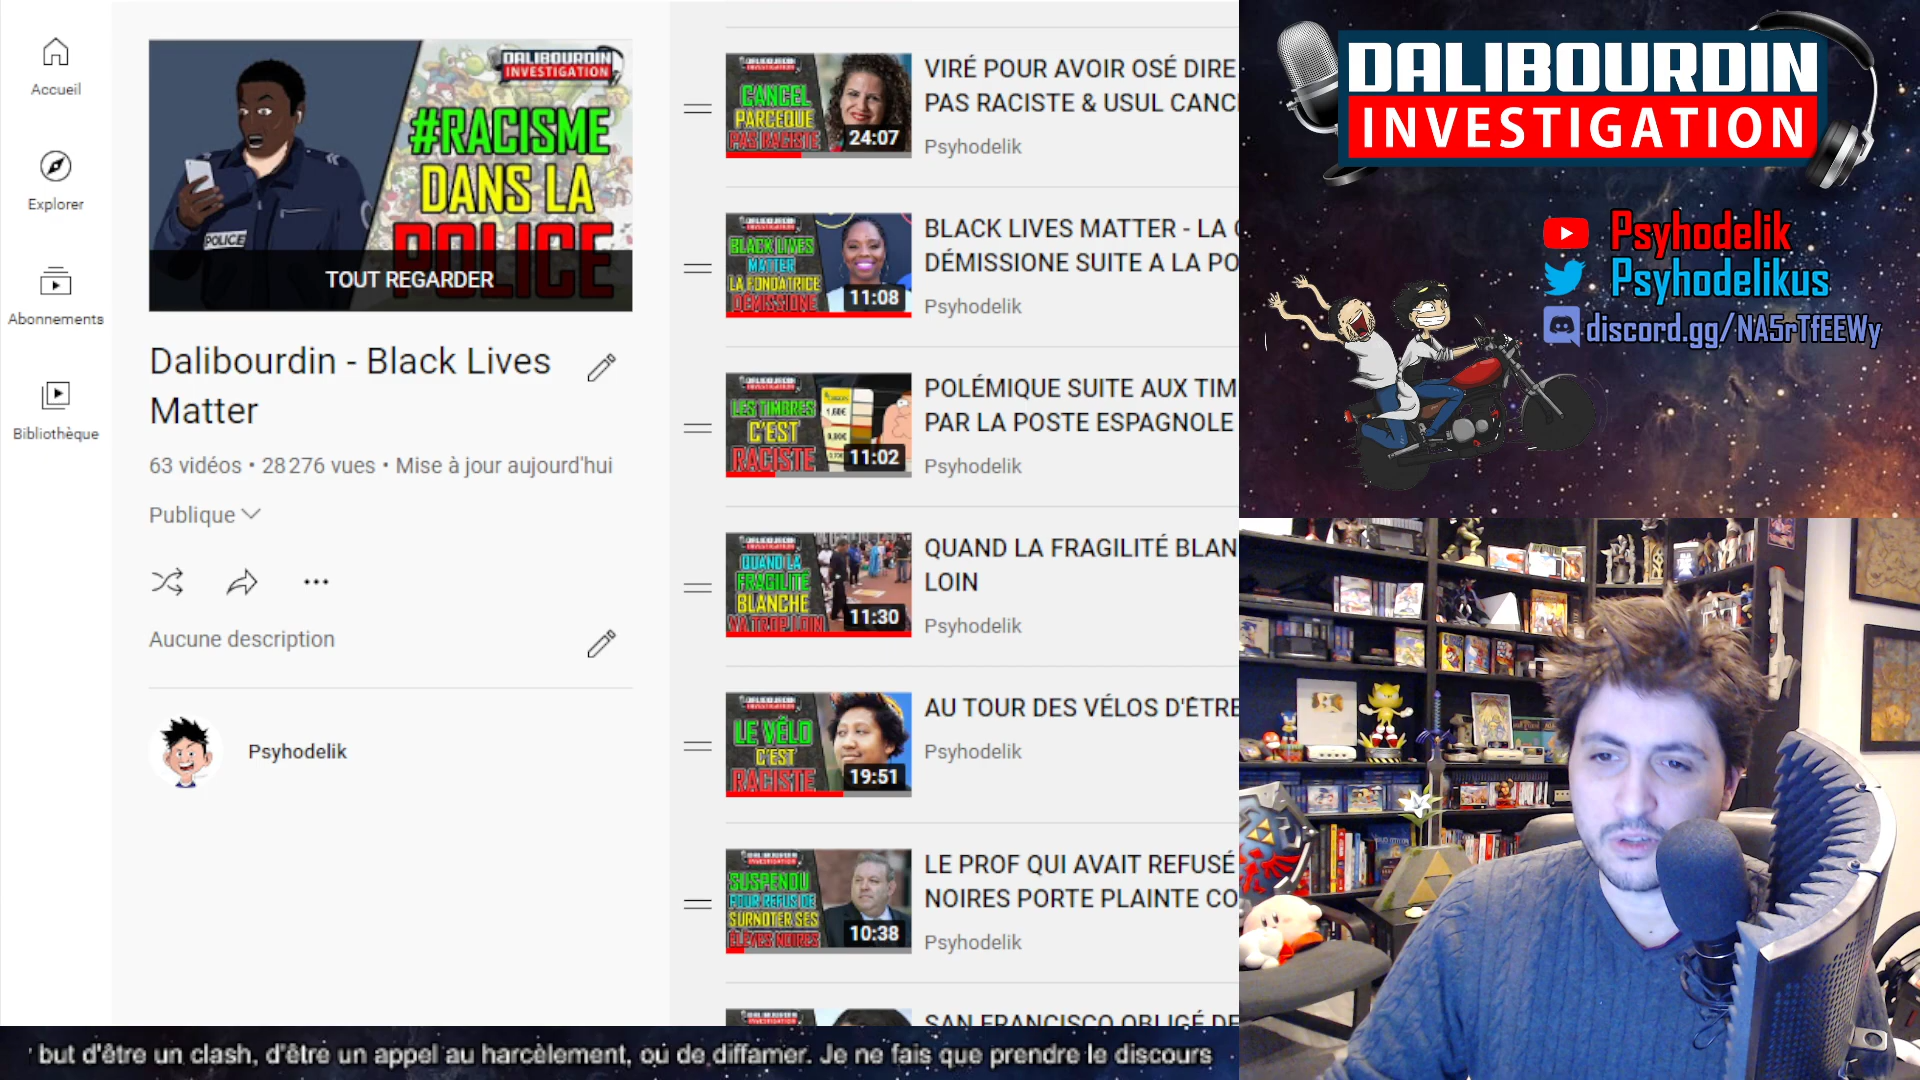 Accueil
Explorer
Abonnements
Bibliothèque
DALIBOURDIN
INVESTIGATION
#RACISME
DANS LA
POLICE
POLICE
TOUT REGARDER
Dalibourdin - Black Lives
Matter
63 vidéos • 28 276 vues • Mise à jour aujourd'hui
Publique
Aucune description
Psyhodelik
CANCEL
PARCEQUE
PAS RACISTE
24:07
VIRÉ POUR AVOIR OSÉ DIRE
PAS RACISTE & USUL CANC
Psyhodelik
BLACK LIVES
MATTER
LA FONDATRICE
DÉMISSIONE
11:08
BLACK LIVES MATTER - LA
DÉMISSIONE SUITE A LA PO
Psyhodelik
LES TIMBRES
C'EST
RACISTE
11:02
POLÉMIQUE SUITE AUX TIM
PAR LA POSTE ESPAGNOLE
Psyhodelik
QUAND LA
FRAGILITÉ
BLANCHE
VA TROP LOIN
11:30
QUAND LA FRAGILITÉ BLAN
LOIN
Psyhodelik
LE VÉLO
C'EST
RACISTE
19:51
AU TOUR DES VÉLOS D'ÊTRE
Psyhodelik
SUSPENDU
POUR REFUS DE
SURNOTER SES
ÉLÈVES NOIRES
10:38
LE PROF QUI AVAIT REFUSÉ
NOIRES PORTE PLAINTE CO
Psyhodelik
SAN FRANCISCO OBLIGÉ DE
DALIBOURDIN
INVESTIGATION
Psyhodelik
Psyhodelikus
discord.gg/NA5rTfEEWy
but d'être un clash, d'être un appel au harcèlement, ou de diffamer. Je ne fais que prendre le discours